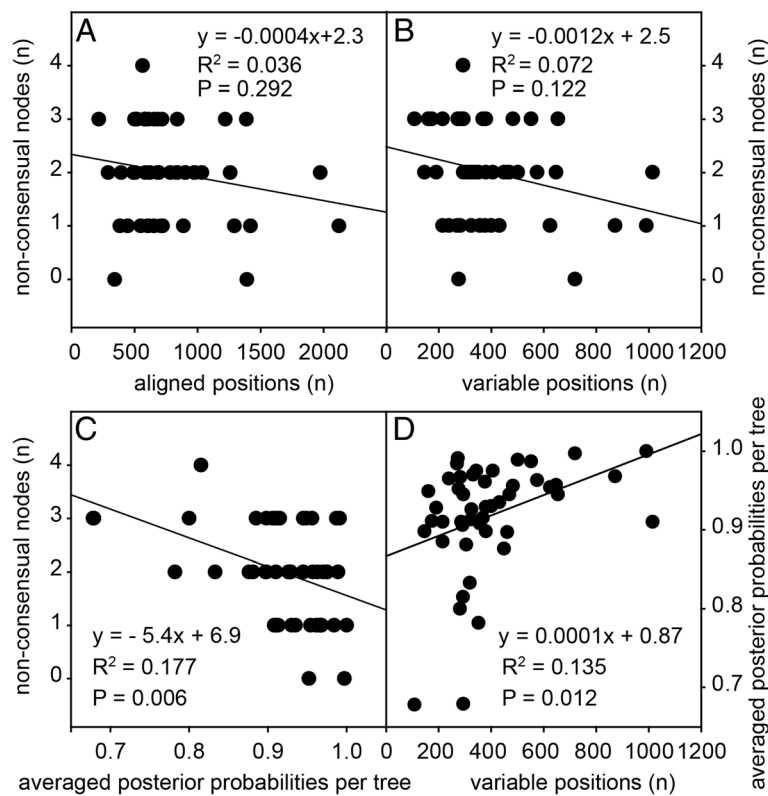 A
y = -0.0004x+2.3
R² = 0.036
P = 0.292
non-consensual nodes (n)
4
3
2
1
0
0 500 1000 1500 2000
aligned positions (n)
B
y = -0.0012x + 2.5
R² = 0.072
P = 0.122
4
3
2
1
0
non-consensual nodes (n)
0 200 400 600 800 1000 1200
variable positions (n)
C
non-consensual nodes (n)
4
3
2
1
0
y = - 5.4x + 6.9
R² = 0.177
P = 0.006
0.7 0.8 0.9 1.0
averaged posterior probabilities per tree
D
1.0
0.9
0.8
0.7
averaged posterior probabilities per tree
y = 0.0001x + 0.87
R² = 0.135
P = 0.012
0 200 400 600 800 1000 1200
variable positions (n)